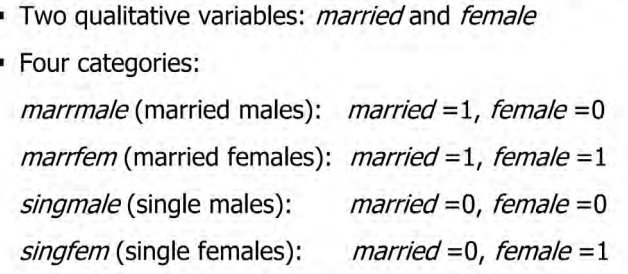 ▪ Two qualitative variables: married and female
▪ Four categories:
marrmale (married males): married =1, female =0
marrfem (married females): married =1, female =1
singmale (single males): married =0, female =0
singfem (single females): married =0, female =1